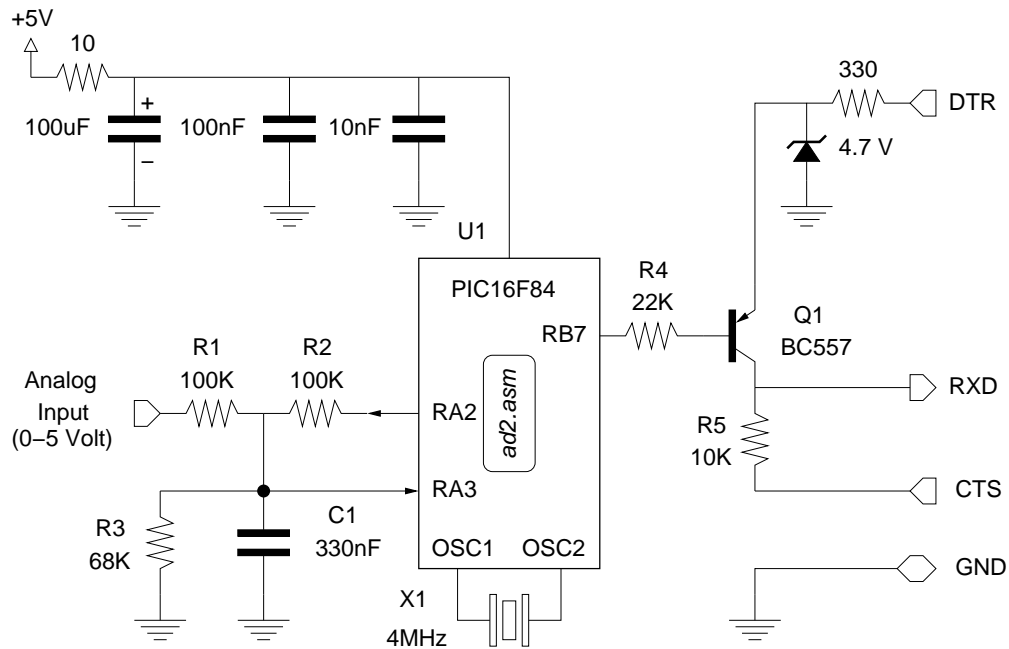 +5V
10
330
DTR
100uF
+
−
100nF
10nF
4.7 V
U1
PIC16F84
R4
22K
RB7
Q1
BC557
R1
100K
R2
100K
Analog
Input
(0−5 Volt)
RA2
ad2.asm
RXD
R5
10K
RA3
CTS
R3
68K
C1
330nF
OSC1
OSC2
GND
X1
4MHz